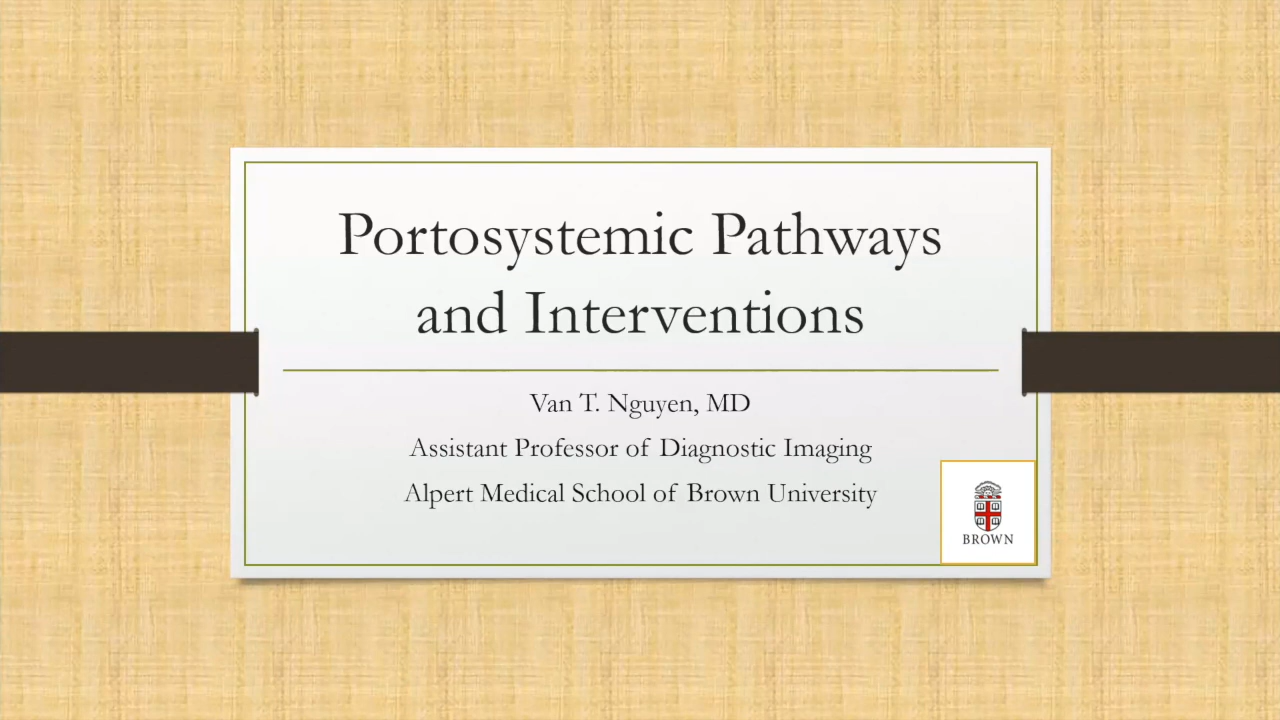 Portosystemic Pathways
and Interventions
Van T. Nguyen, MD
Assistant Professor of Diagnostic Imaging
Alpert Medical School of Brown University
BROWN